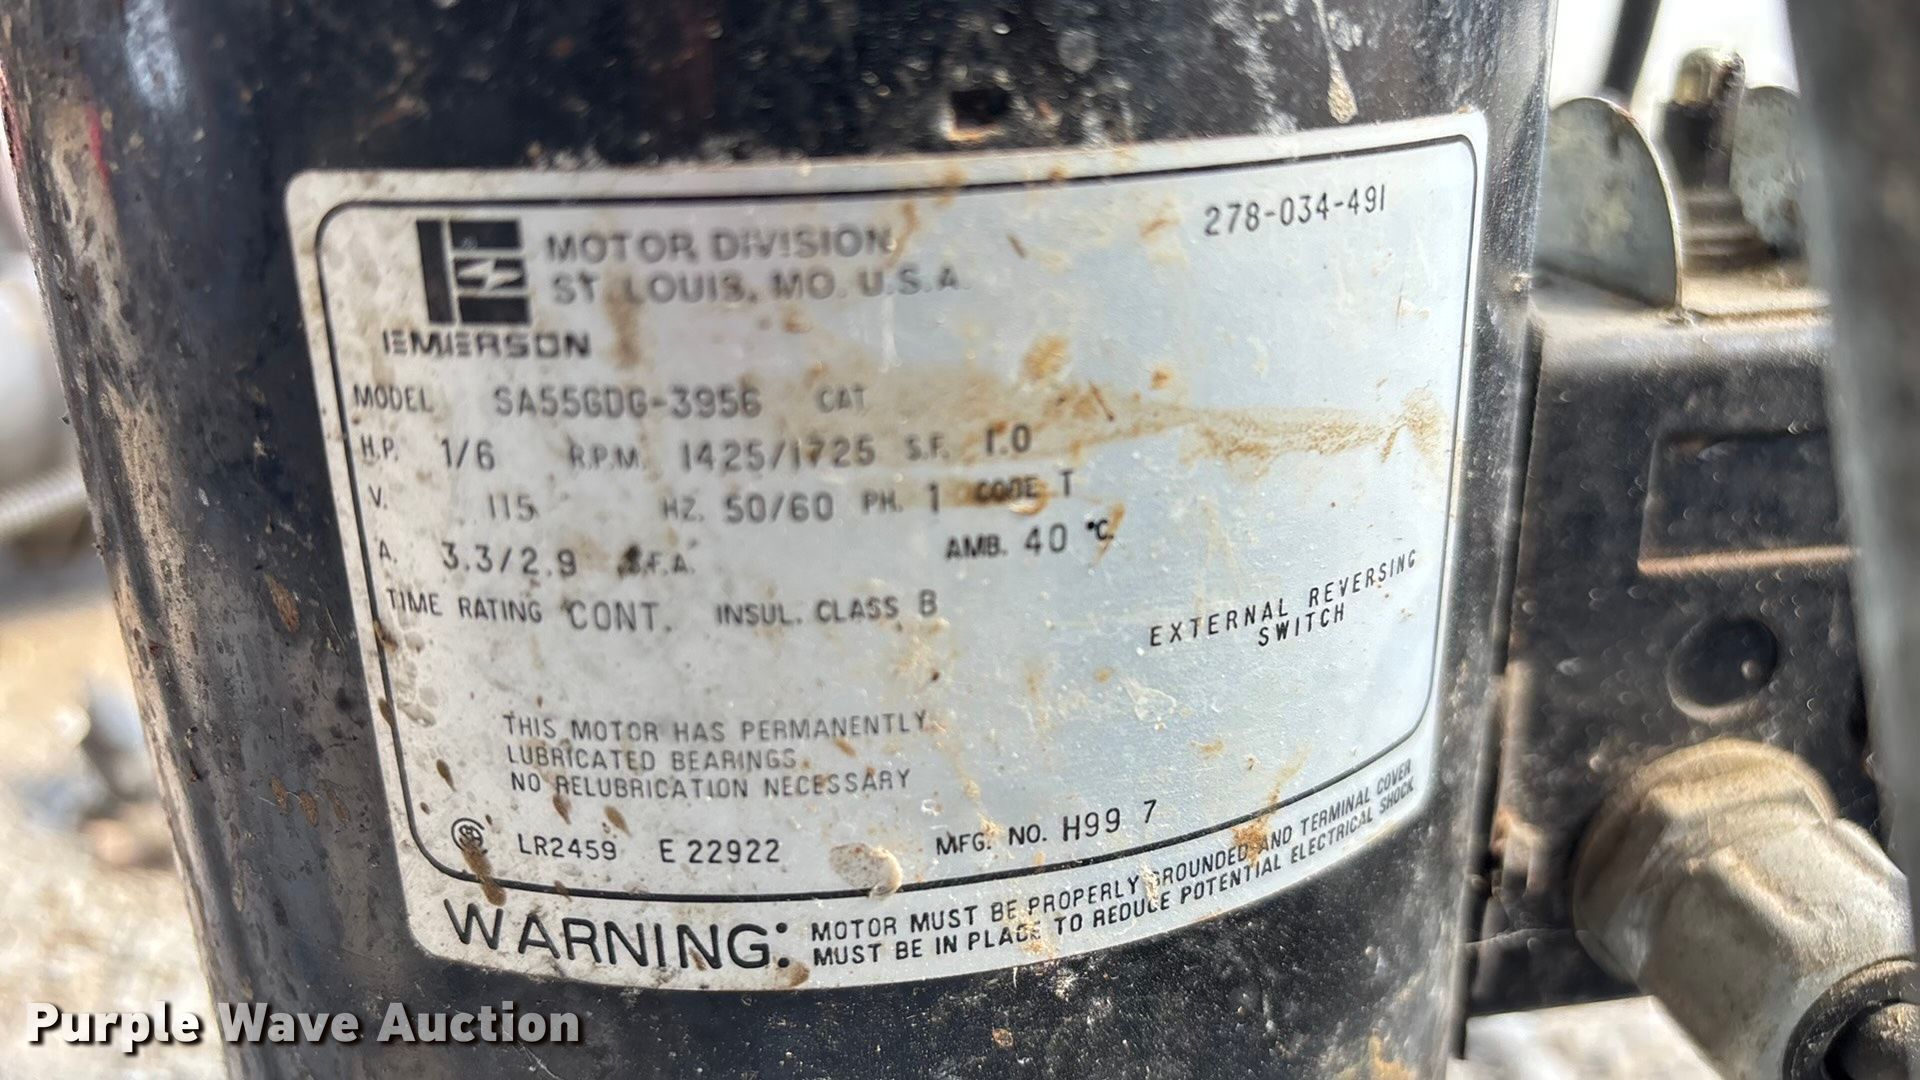 278-034-491
MOTOR DIVISION
ST. LOUIS, MO. U.S.A.
EMERSON
MODEL SA55GDG-3956 CAT
H.P. 1/6 R.P.M. 1425/1725 S.F. 1.0
V. 115 HZ. 50/60 PH. 1 CODE T
A. 3.3/2.9 S.F.A. AMB. 40 °C.
TIME RATING CONT. INSUL. CLASS B
EXTERNAL REVERSING
SWITCH
THIS MOTOR HAS PERMANENTLY
LUBRICATED BEARINGS.
NO RELUBRICATION NECESSARY
LR2459 E 22922 MFG. NO. H99 7
WARNING: MOTOR MUST BE PROPERLY GROUNDED AND TERMINAL COVER
MUST BE IN PLACE TO REDUCE POTENTIAL ELECTRICAL SHOCK
Purple Wave Auction